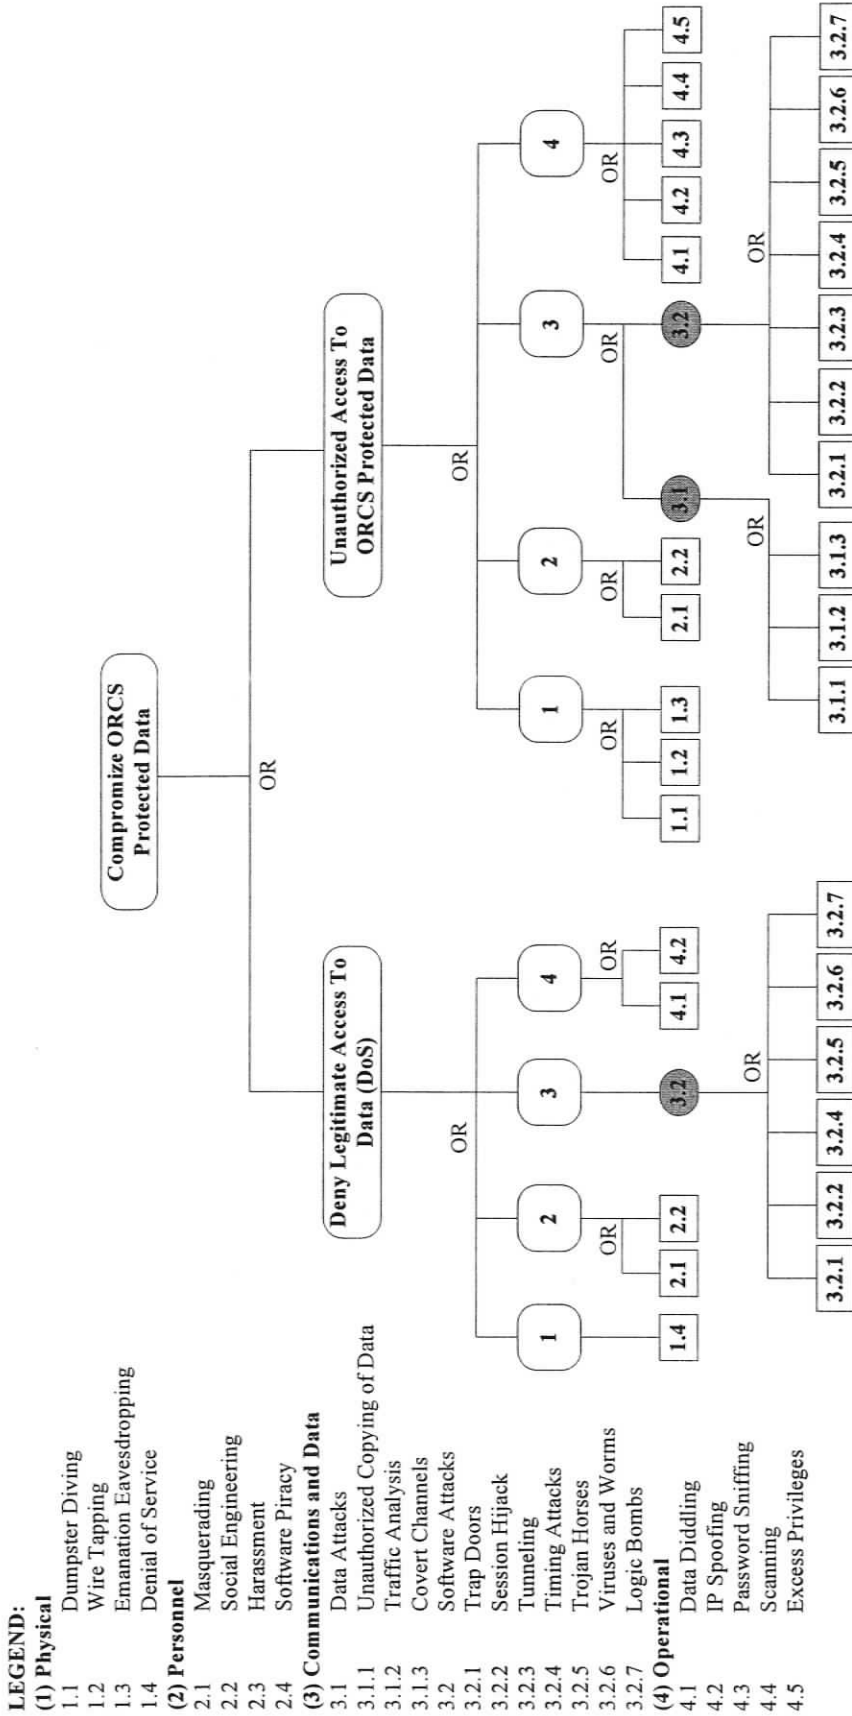 LEGEND:
(1) Physical
1.1 Dumpster Diving
1.2 Wire Tapping
1.3 Emanation Eavesdropping
1.4 Denial of Service
(2) Personnel
2.1 Masquerading
2.2 Social Engineering
2.3 Harassment
2.4 Software Piracy
(3) Communications and Data
3.1 Data Attacks
3.1.1 Unauthorized Copying of Data
3.1.2 Traffic Analysis
3.1.3 Covert Channels
3.2 Software Attacks
3.2.1 Trap Doors
3.2.2 Session Hijack
3.2.3 Tunneling
3.2.4 Timing Attacks
3.2.5 Trojan Horses
3.2.6 Viruses and Worms
3.2.7 Logic Bombs
(4) Operational
4.1 Data Diddling
4.2 IP Spoofing
4.3 Password Sniffing
4.4 Scanning
4.5 Excess Privileges
Compromize ORCS
Protected Data
OR
Deny Legitimate Access To
Data (DoS)
OR
1 2 3 4
OR OR
1.4 2.1 2.2 3.2 4.1 4.2
OR
3.2.1 3.2.2 3.2.4 3.2.5 3.2.6 3.2.7
Unauthorized Access To
ORCS Protected Data
OR
1 2 3 4
OR OR OR OR
1.1 1.2 1.3 2.1 2.2 3.1 3.2 4.1 4.2 4.3 4.4 4.5
OR OR
3.1.1 3.1.2 3.1.3 3.2.1 3.2.2 3.2.3 3.2.4 3.2.5 3.2.6 3.2.7